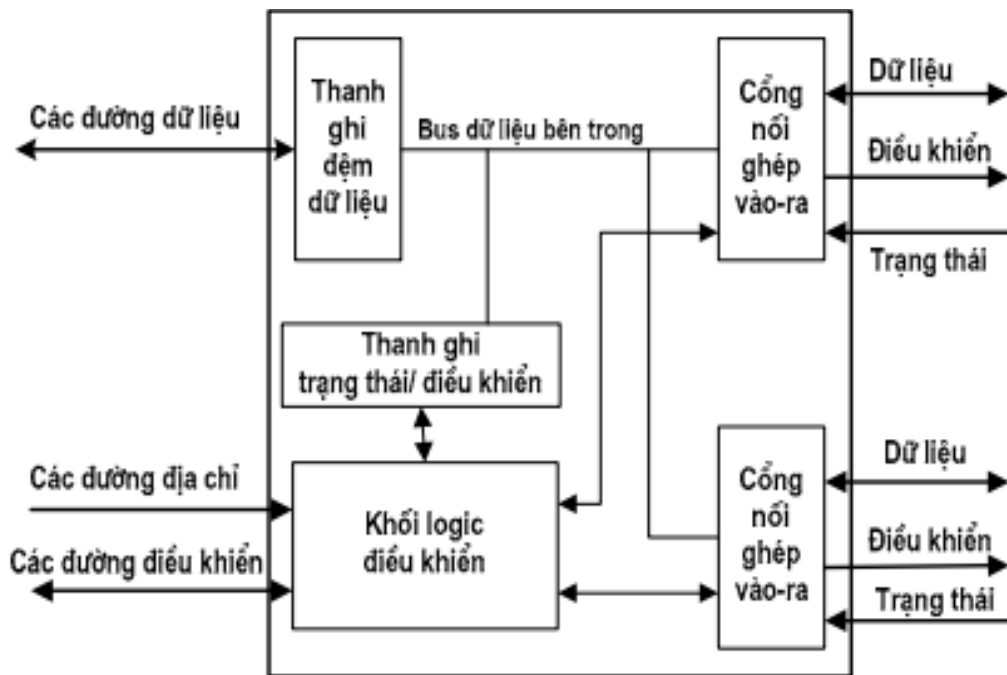 Các đường dữ liệu
Thanh
ghi
đệm
dữ liệu
Bus dữ liệu bên trong
Cổng
nối
ghép
vào-ra
Dữ liệu
Điều khiển
Trạng thái
Thanh ghi
trạng thái/ điều khiển
Các đường địa chỉ
Các đường điều khiển
Khối logic
điều khiển
Cổng
nối
ghép
vào-ra
Dữ liệu
Điều khiển
Trạng thái